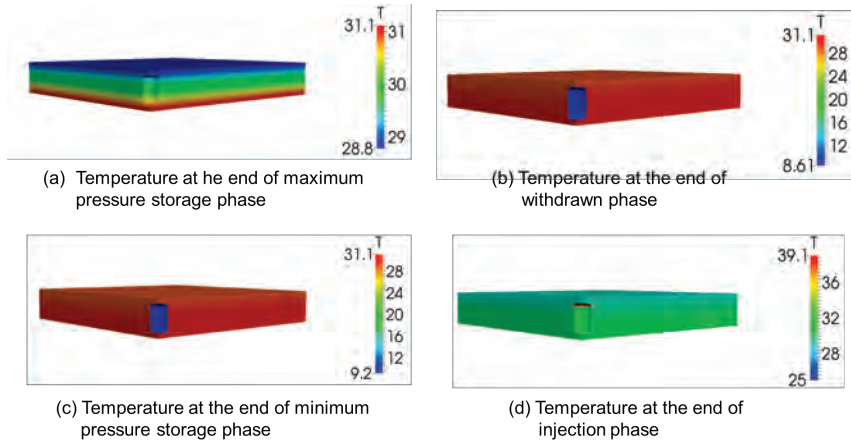 T
31.1 31
30
29
28.8
(a) Temperature at he end of maximum
pressure storage phase
T
31.1
28
24
20
16
12
8.61
(b) Temperature at the end of
withdrawn phase
T
31.1
28
24
20
16
12
9.2
(c) Temperature at the end of minimum
pressure storage phase
T
39.1
36
32
28
25
(d) Temperature at the end of
injection phase